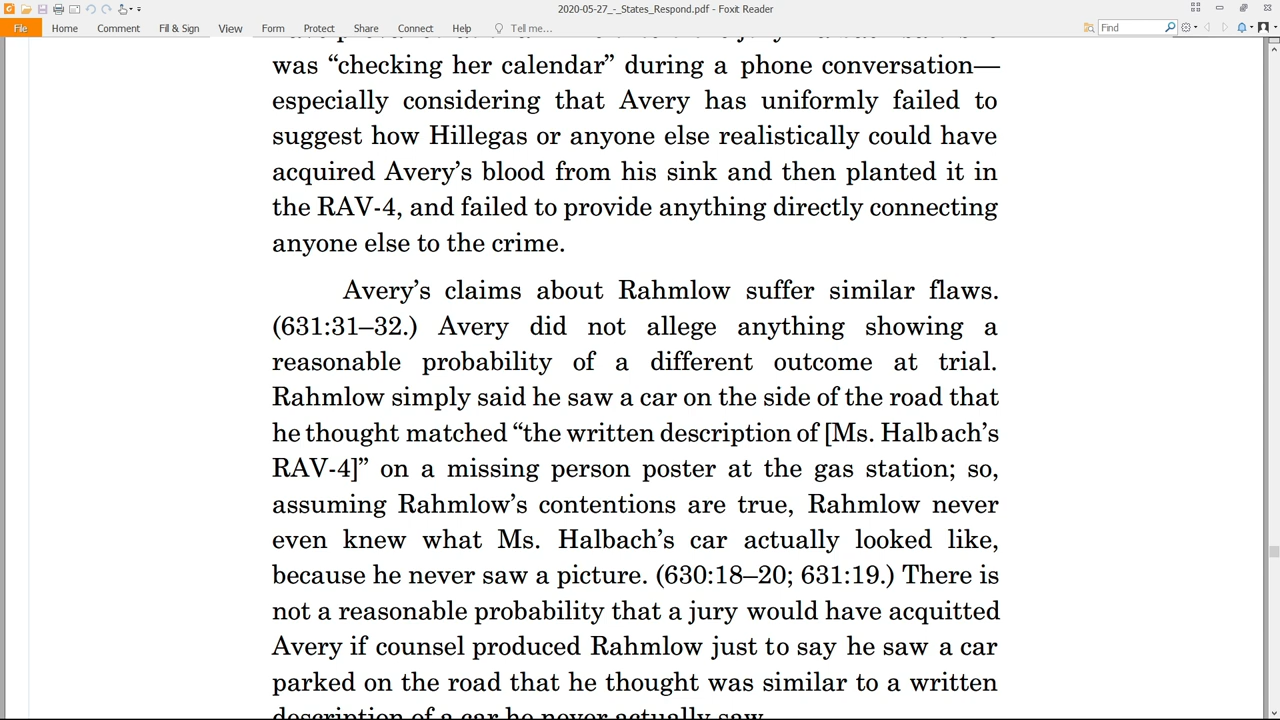 2020-05-27_-_States_Respond.pdf - Foxit Reader
File Home Comment Fill & Sign View Form Protect Share Connect Help Tell me... Find
was “checking her calendar” during a phone conversation—
especially considering that Avery has uniformly failed to
suggest how Hillegas or anyone else realistically could have
acquired Avery’s blood from his sink and then planted it in
the RAV-4, and failed to provide anything directly connecting
anyone else to the crime.
Avery’s claims about Rahmlow suffer similar flaws.
(631:31–32.) Avery did not allege anything showing a
reasonable probability of a different outcome at trial.
Rahmlow simply said he saw a car on the side of the road that
he thought matched “the written description of [Ms. Halbach’s
RAV-4]” on a missing person poster at the gas station; so,
assuming Rahmlow’s contentions are true, Rahmlow never
even knew what Ms. Halbach’s car actually looked like,
because he never saw a picture. (630:18–20; 631:19.) There is
not a reasonable probability that a jury would have acquitted
Avery if counsel produced Rahmlow just to say he saw a car
parked on the road that he thought was similar to a written
description of a car he never actually saw.